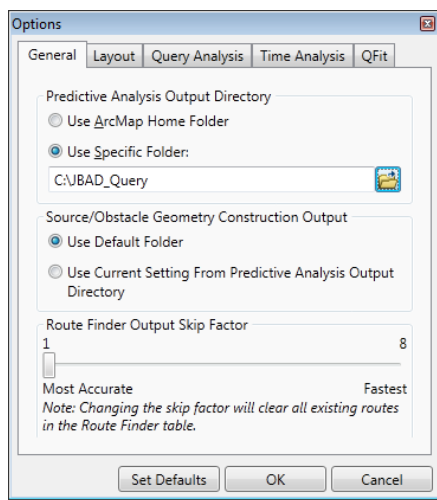 Options
General Layout Query Analysis Time Analysis QFit
Predictive Analysis Output Directory
Use ArcMap Home Folder
Use Specific Folder:
C:\JBAD_Query
Source/Obstacle Geometry Construction Output
Use Default Folder
Use Current Setting From Predictive Analysis Output
Directory
Route Finder Output Skip Factor
1 8
Most Accurate Fastest
Note: Changing the skip factor will clear all existing routes
in the Route Finder table.
Set Defaults OK Cancel